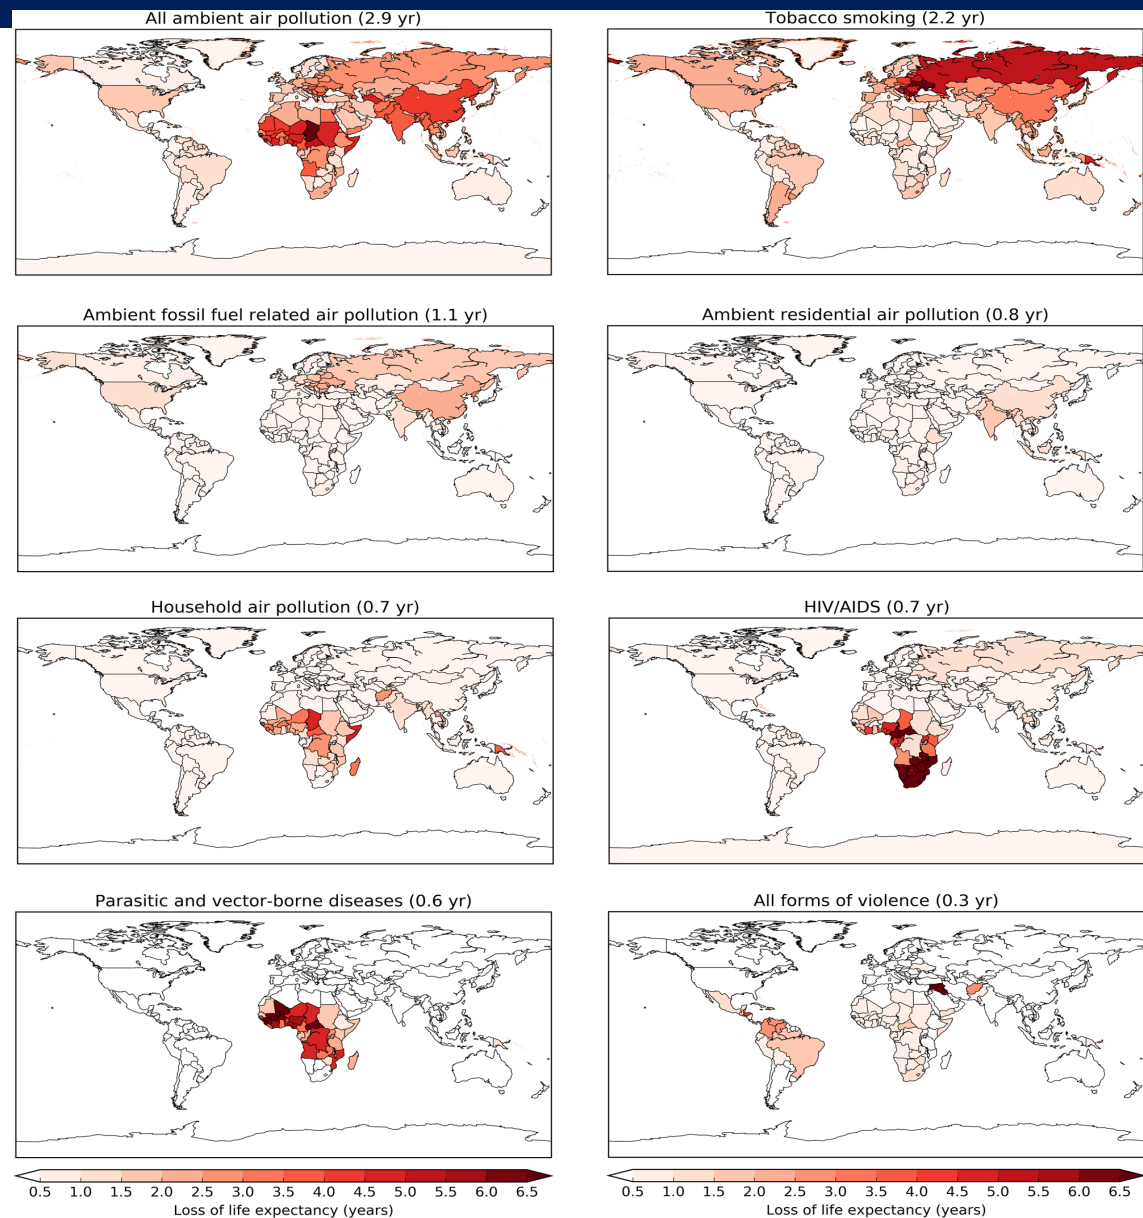 All ambient air pollution (2.9 yr)
Tobacco smoking (2.2 yr)
Ambient fossil fuel related air pollution (1.1 yr)
Ambient residential air pollution (0.8 yr)
Household air pollution (0.7 yr)
HIV/AIDS (0.7 yr)
Parasitic and vector-borne diseases (0.6 yr)
All forms of violence (0.3 yr)
0.5 1.0 1.5 2.0 2.5 3.0 3.5 4.0 4.5 5.0 5.5 6.0 6.5
Loss of life expectancy (years)
0.5 1.0 1.5 2.0 2.5 3.0 3.5 4.0 4.5 5.0 5.5 6.0 6.5
Loss of life expectancy (years)